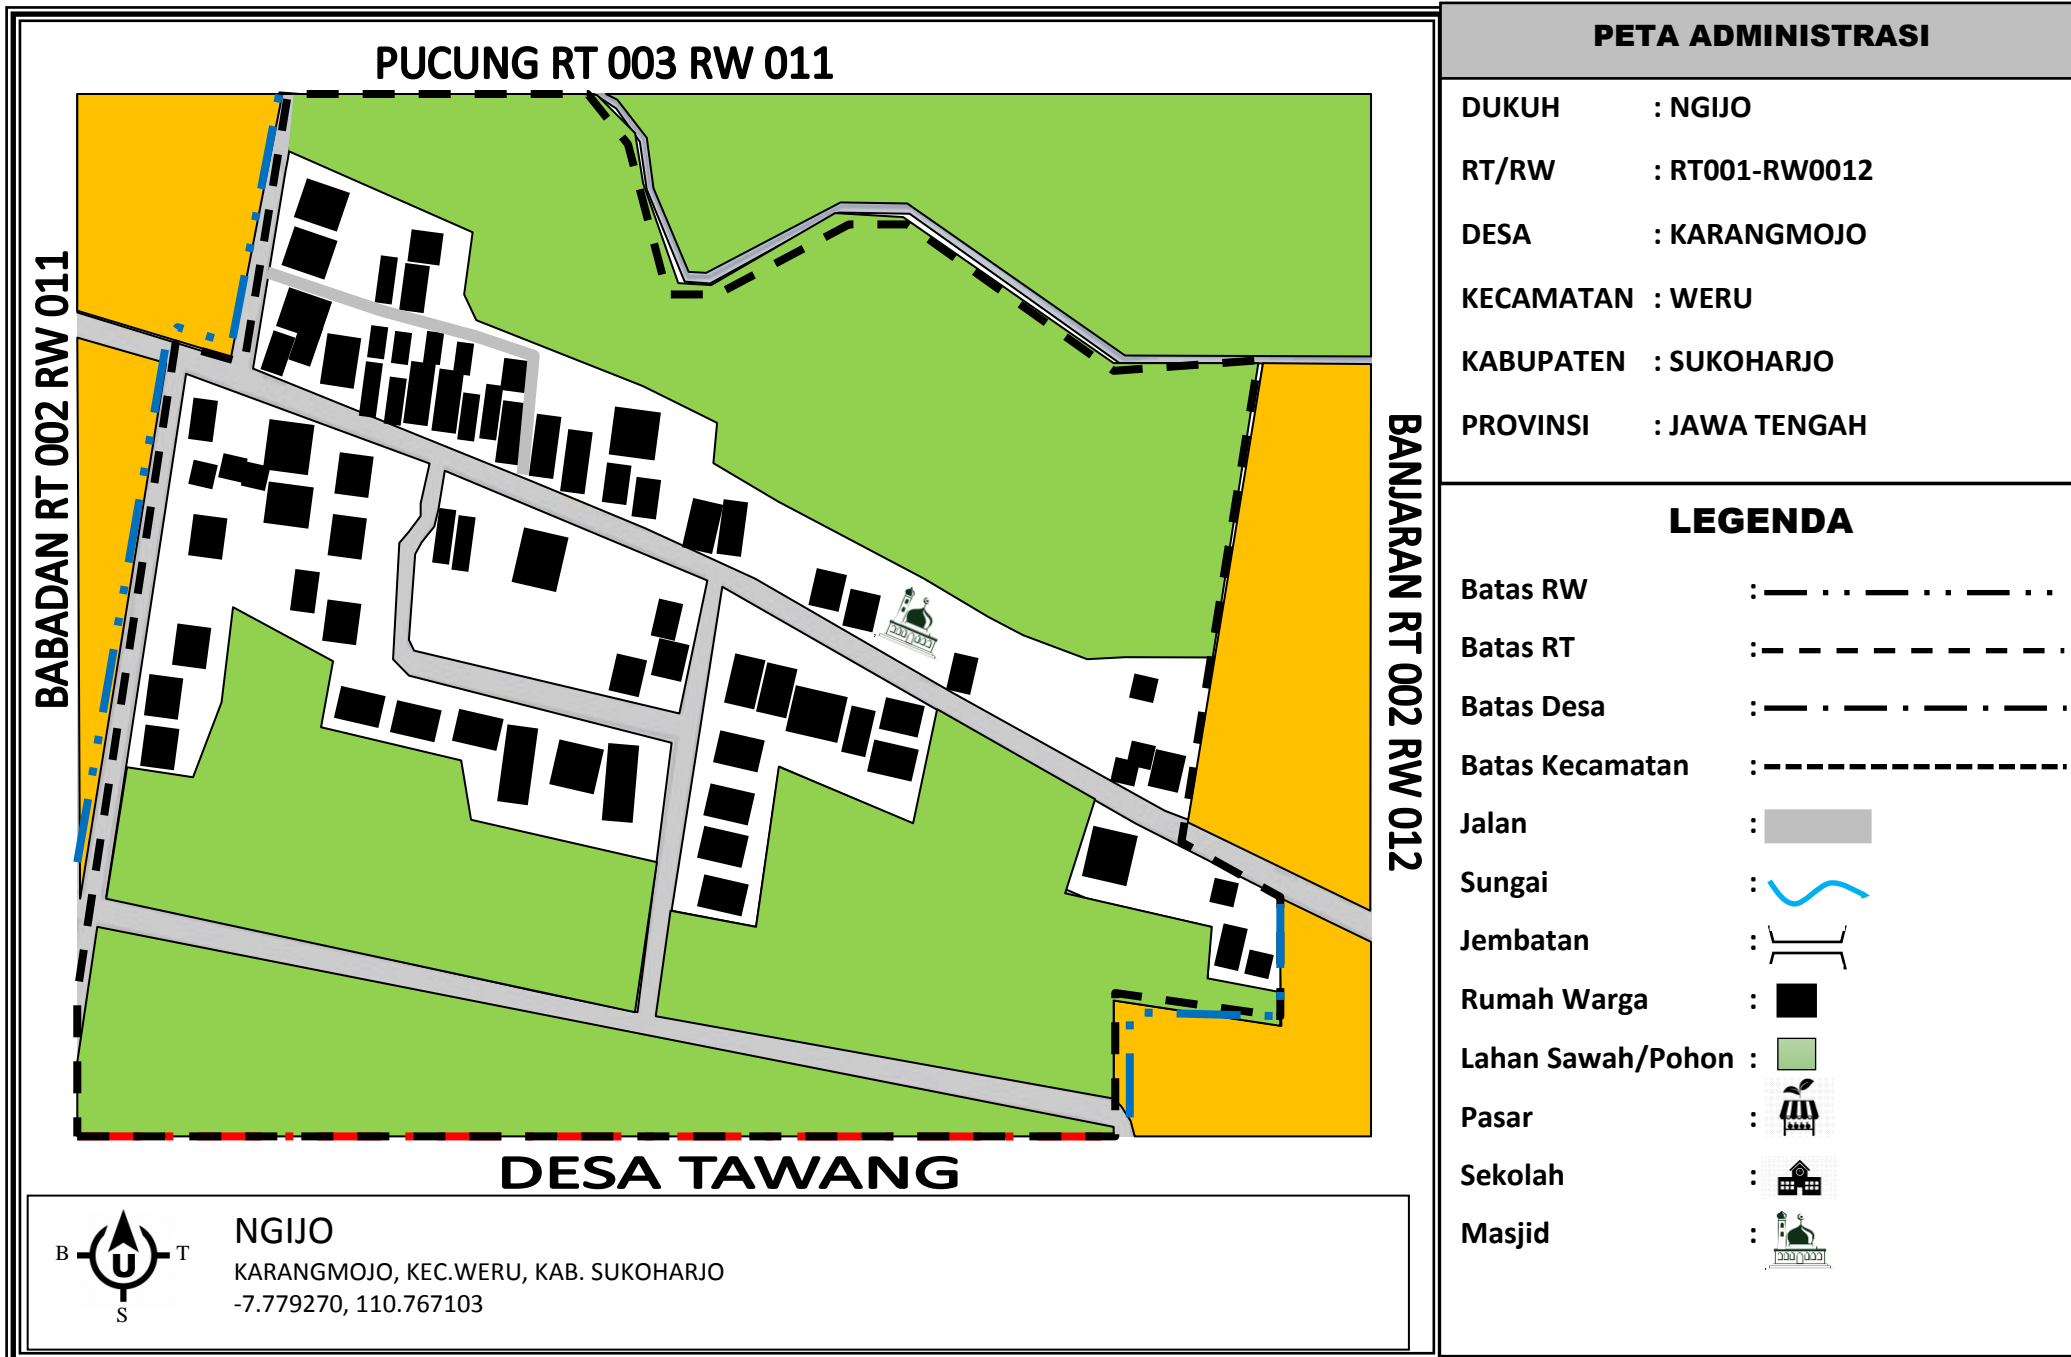 PUCUNG RT 003 RW 011
BABADAN RT 002 RW 011
BANJARAN RT 002 RW 012
DESA TAWANG
B
U
T
S
NGIJO
KARANGMOJO, KEC.WERU, KAB. SUKOHARJO
-7.779270, 110.767103
PETA ADMINISTRASI
DUKUH : NGIJO
RT/RW : RT001-RW0012
DESA : KARANGMOJO
KECAMATAN : WERU
KABUPATEN : SUKOHARJO
PROVINSI : JAWA TENGAH
LEGENDA
Batas RW :
Batas RT :
Batas Desa :
Batas Kecamatan :
Jalan :
Sungai :
Jembatan :
Rumah Warga :
Lahan Sawah/Pohon :
Pasar :
Sekolah :
Masjid :